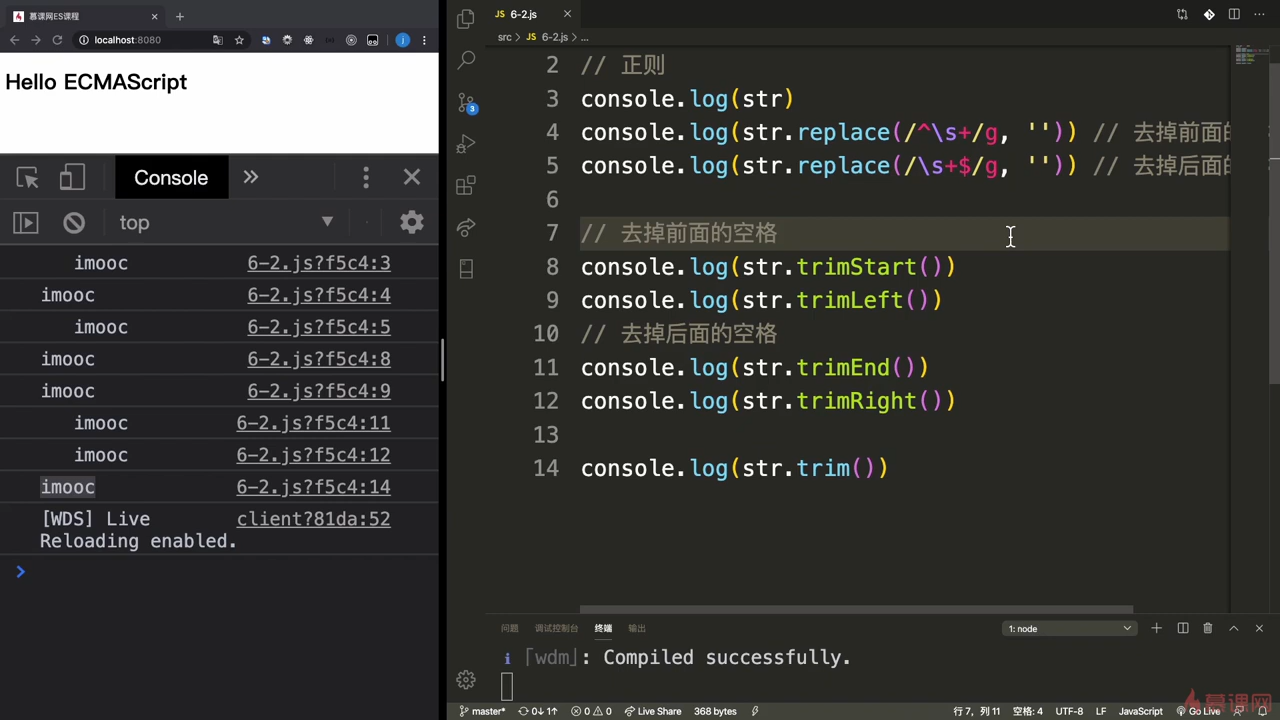 慕课网ES课程
localhost:8080
Hello ECMAScript
Console
top
imooc 6-2.js?f5c4:3
imooc 6-2.js?f5c4:4
imooc 6-2.js?f5c4:5
imooc 6-2.js?f5c4:8
imooc 6-2.js?f5c4:9
imooc 6-2.js?f5c4:11
imooc 6-2.js?f5c4:12
imooc 6-2.js?f5c4:14
[WDS] Live client?81da:52
Reloading enabled.
JS 6-2.js
src > JS 6-2.js > ...
3
2 // 正则
3 console.log(str)
4 console.log(str.replace(/^\s+/g, '')) // 去掉前面的
5 console.log(str.replace(/\s+$/g, '')) // 去掉后面的
6
7 // 去掉前面的空格
8 console.log(str.trimStart())
9 console.log(str.trimLeft())
10 // 去掉后面的空格
11 console.log(str.trimEnd())
12 console.log(str.trimRight())
13
14 console.log(str.trim())
问题 调试控制台 终端 输出
1: node
i ｢wdm｣: Compiled successfully.
master* 0↓ 1↑ 0 0 Live Share 368 bytes
行 7, 列 11 空格: 4 UTF-8 LF JavaScript Go Live
慕课网